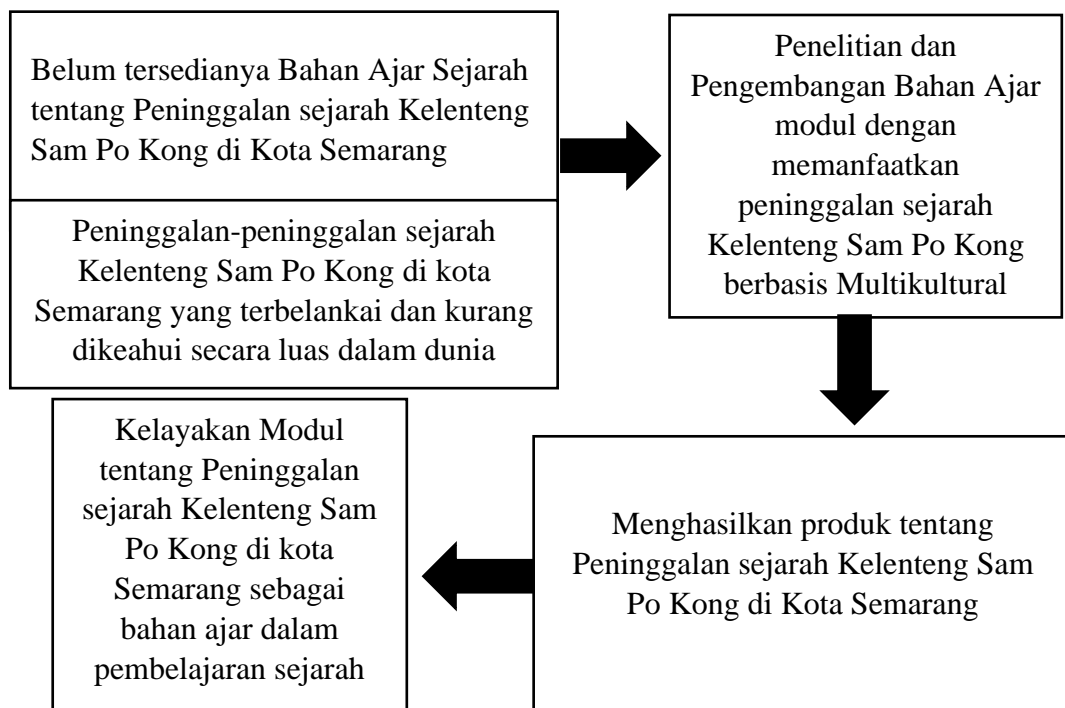 Belum tersedianya Bahan Ajar Sejarah
tentang Peninggalan sejarah Kelenteng
Sam Po Kong di Kota Semarang
Peninggalan-peninggalan sejarah
Kelenteng Sam Po Kong di kota
Semarang yang terbelankai dan kurang
dikeahui secara luas dalam dunia
Penelitian dan
Pengembangan Bahan Ajar
modul dengan
memanfaatkan
peninggalan sejarah
Kelenteng Sam Po Kong
berbasis Multikultural
Menghasilkan produk tentang
Peninggalan sejarah Kelenteng Sam
Po Kong di Kota Semarang
Kelayakan Modul
tentang Peninggalan
sejarah Kelenteng Sam
Po Kong di kota
Semarang sebagai
bahan ajar dalam
pembelajaran sejarah